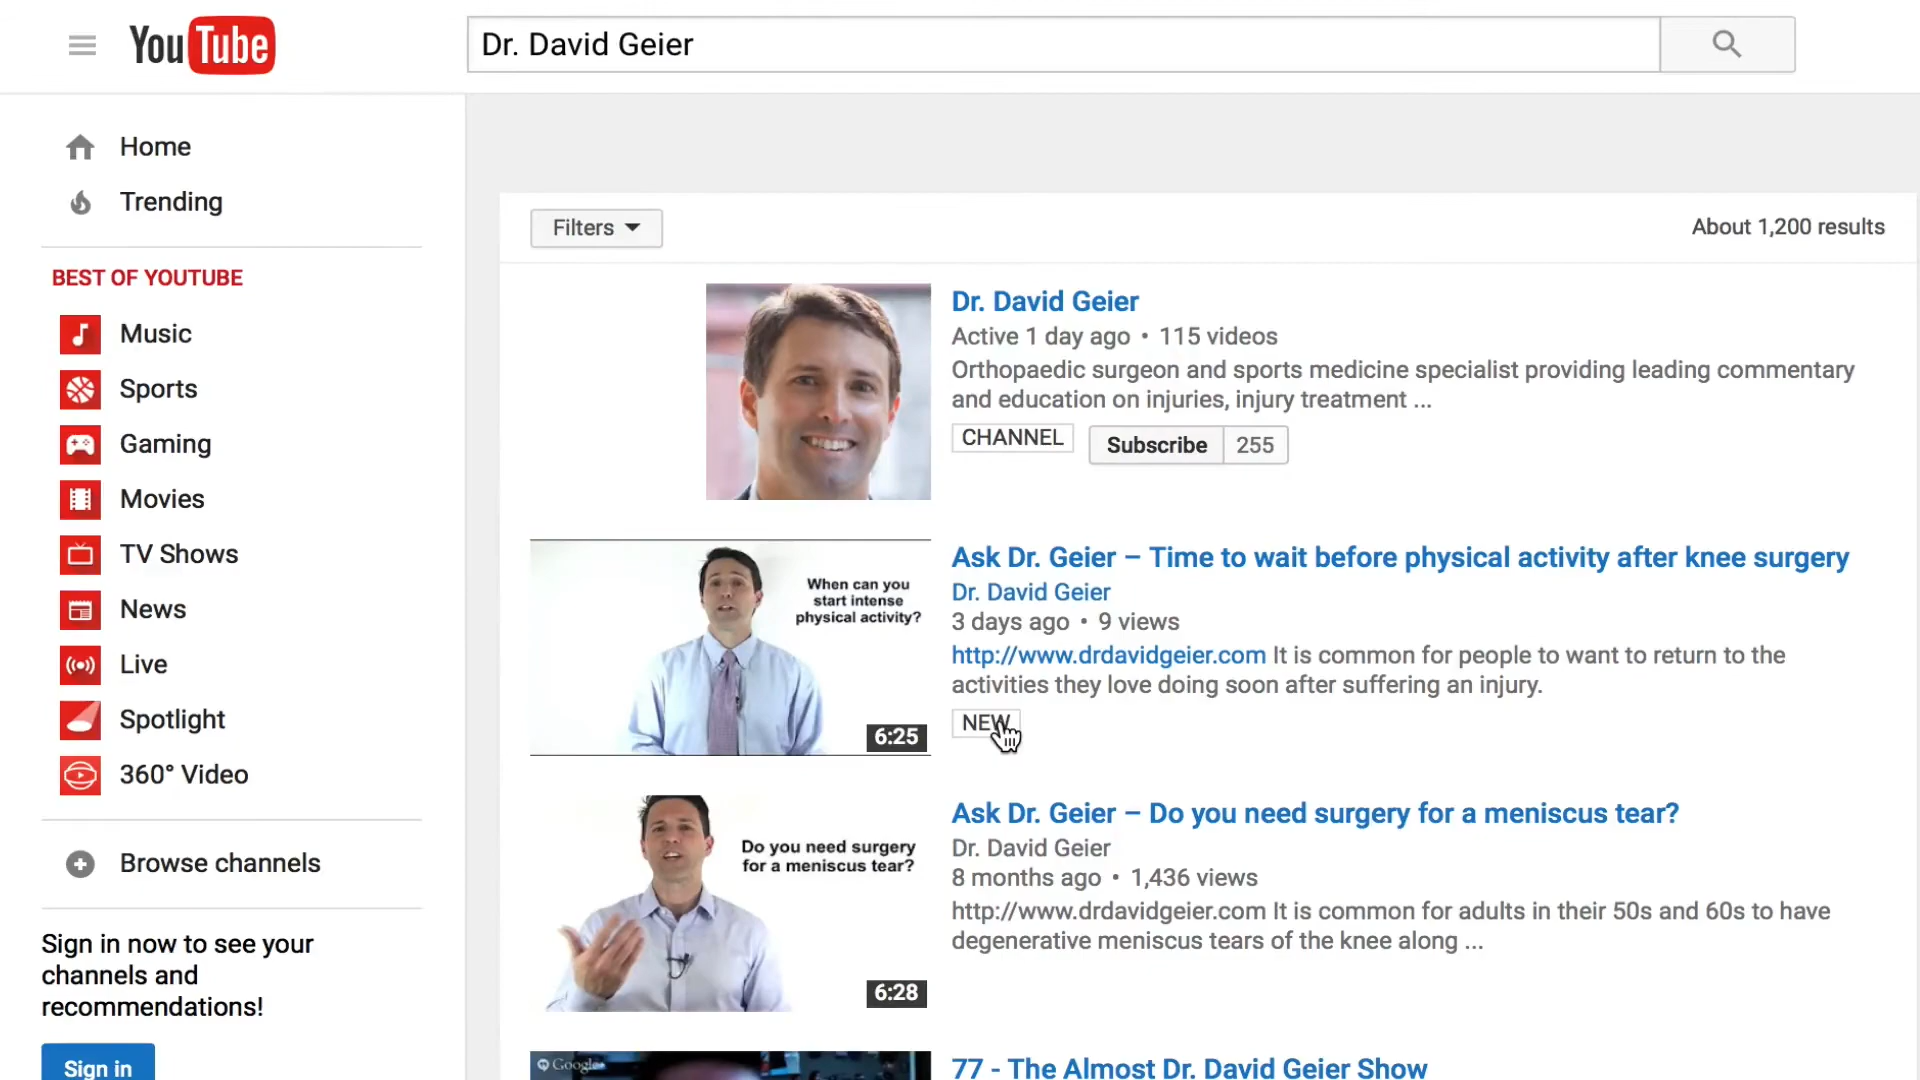 YouTube
Dr. David Geier
Home
Trending
BEST OF YOUTUBE
Music
Sports
Gaming
Movies
TV Shows
News
Live
Spotlight
360° Video
Browse channels
Sign in now to see your
channels and
recommendations!
Sign in
Filters
About 1,200 results
Dr. David Geier
Active 1 day ago • 115 videos
Orthopaedic surgeon and sports medicine specialist providing leading commentary
and education on injuries, injury treatment ...
CHANNEL
Subscribe 255
When can you
start intense
physical activity?
6:25
Ask Dr. Geier – Time to wait before physical activity after knee surgery
Dr. David Geier
3 days ago • 9 views
http://www.drdavidgeier.com It is common for people to want to return to the
activities they love doing soon after suffering an injury.
NEW
Do you need surgery
for a meniscus tear?
6:28
Ask Dr. Geier – Do you need surgery for a meniscus tear?
Dr. David Geier
8 months ago • 1,436 views
http://www.drdavidgeier.com It is common for adults in their 50s and 60s to have
degenerative meniscus tears of the knee along ...
Google
77 - The Almost Dr. David Geier Show